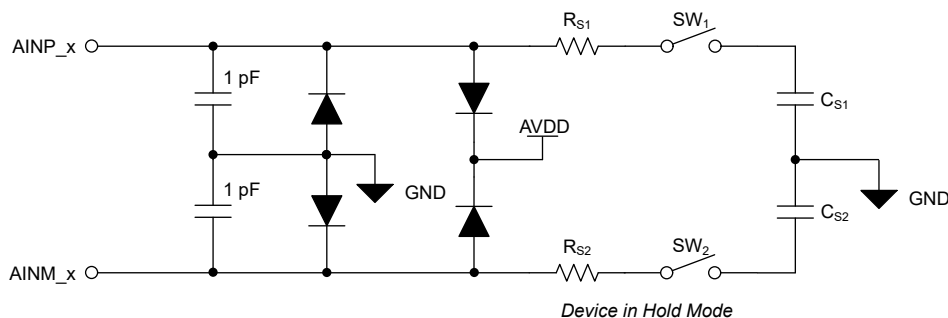 AINP_x
1 pF
RS1
SW1
CS1
AVDD
GND
1 pF
GND
CS2
AINM_x
RS2
SW2
Device in Hold Mode